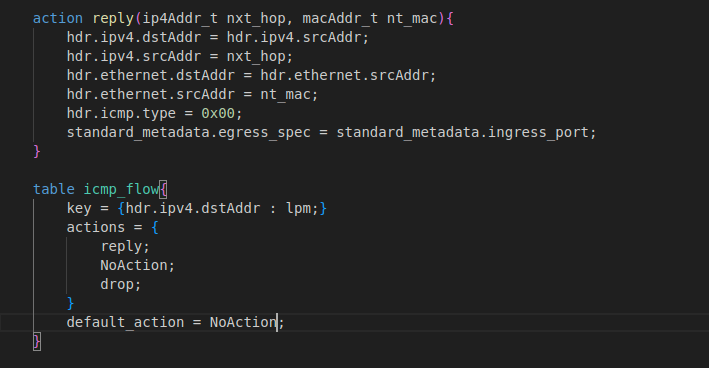 action reply(ip4Addr_t nxt_hop, macAddr_t nt_mac){
    hdr.ipv4.dstAddr = hdr.ipv4.srcAddr;
    hdr.ipv4.srcAddr = nxt_hop;
    hdr.ethernet.dstAddr = hdr.ethernet.srcAddr;
    hdr.ethernet.srcAddr = nt_mac;
    hdr.icmp.type = 0x00;
    standard_metadata.egress_spec = standard_metadata.ingress_port;
}
table icmp_flow{
    key = {hdr.ipv4.dstAddr : lpm;}
    actions = {
        reply;
        NoAction;
        drop;
    }
    default_action = NoAction;
}